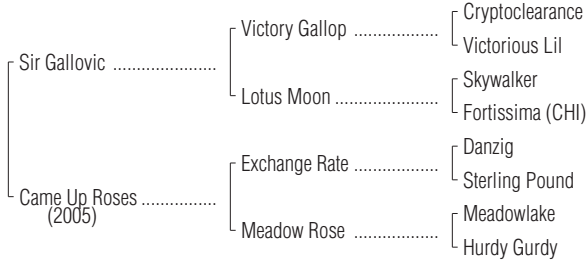 Cryptoclearance
Victory Gallop ..................
Victorious Lil
Sir Gallovic ......................
Skywalker
Lotus Moon ......................
Fortissima (CHI)
Danzig
Exchange Rate ..................
Sterling Pound
Came Up Roses ................
(2005)
Meadowlake
Meadow Rose ..................
Hurdy Gurdy